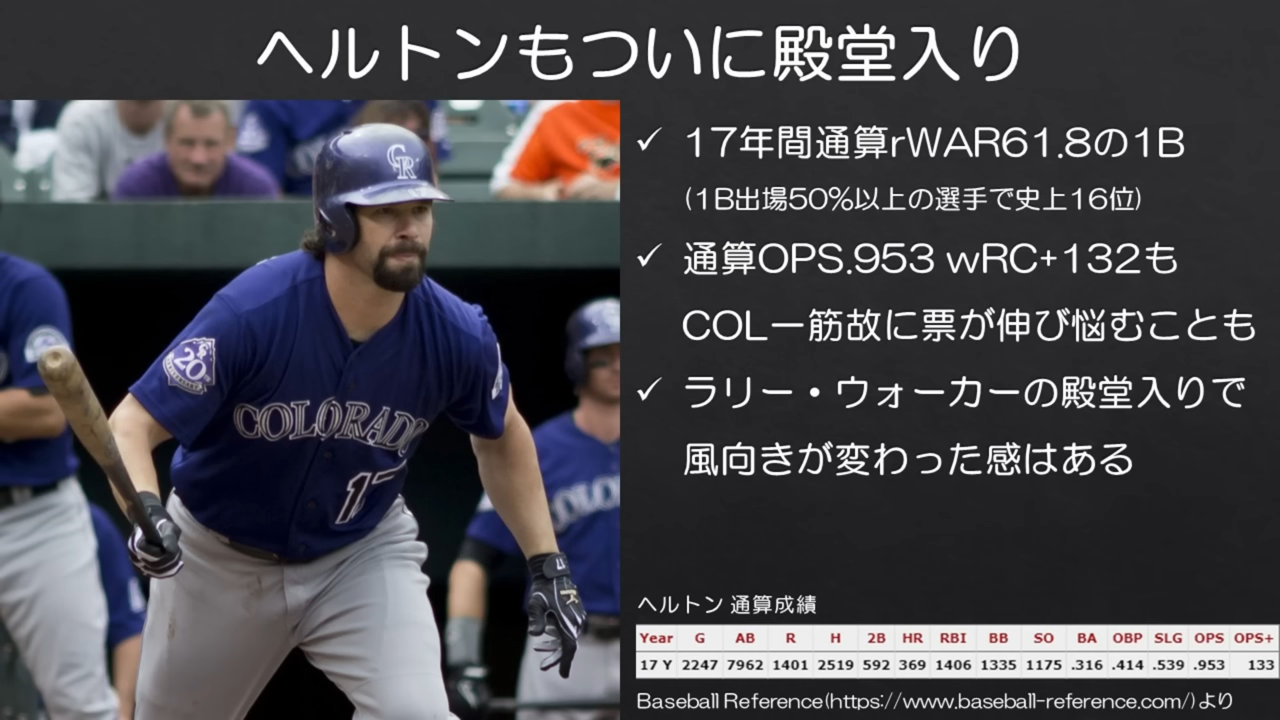 ヘルトンもついに殿堂入り
✓ 17年間通算rWAR61.8の1B
(1B出場50%以上の選手で史上16位)
✓ 通算OPS.953 wRC+132も
COL一筋故に票が伸び悩むことも
✓ ラリー・ウォーカーの殿堂入りで
風向きが変わった感はある
CR
20
ANNIVERSARY
COLORADO
17
COLO
ヘルトン 通算成績
Year G AB R H 2B HR RBI BB SO BA OBP SLG OPS OPS+
17 Y 2247 7962 1401 2519 592 369 1406 1335 1175 .316 .414 .539 .953 133
Baseball Reference(https://www.baseball-reference.com/)より